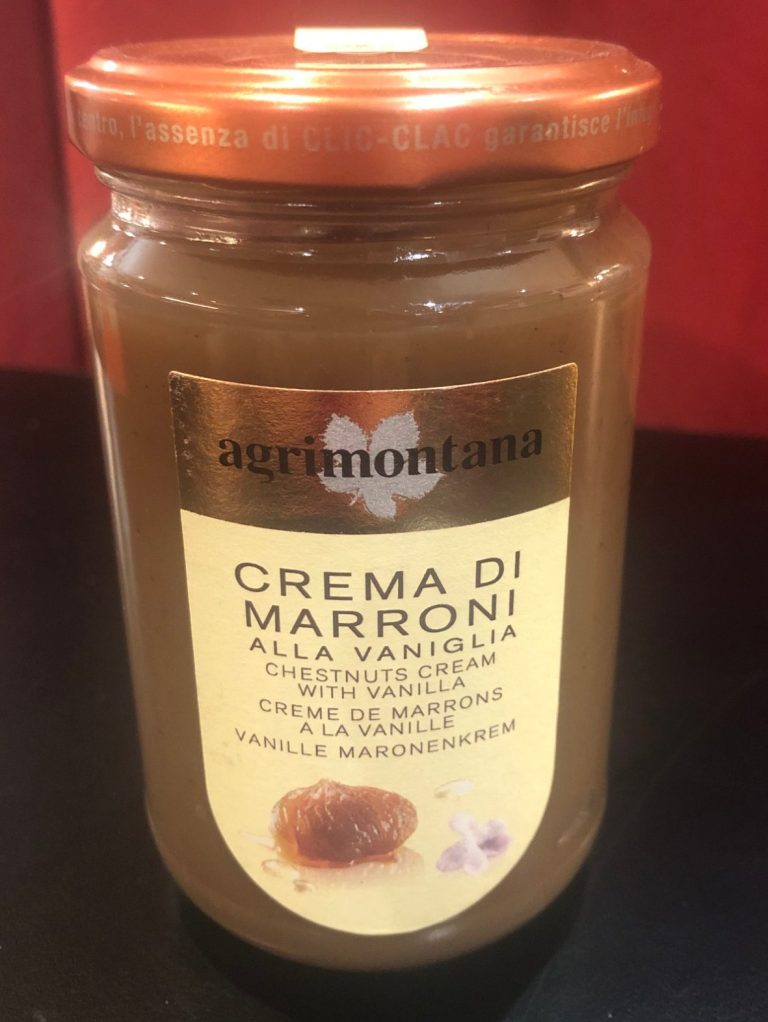 centro, l'assenza di CLIC-CLAC garantisce
agrimontana
CREMA DI
MARRONI
ALLA VANIGLIA
CHESTNUTS CREAM
WITH VANILLA
CREME DE MARRONS
A LA VANILLE
VANILLE MARONENKREM